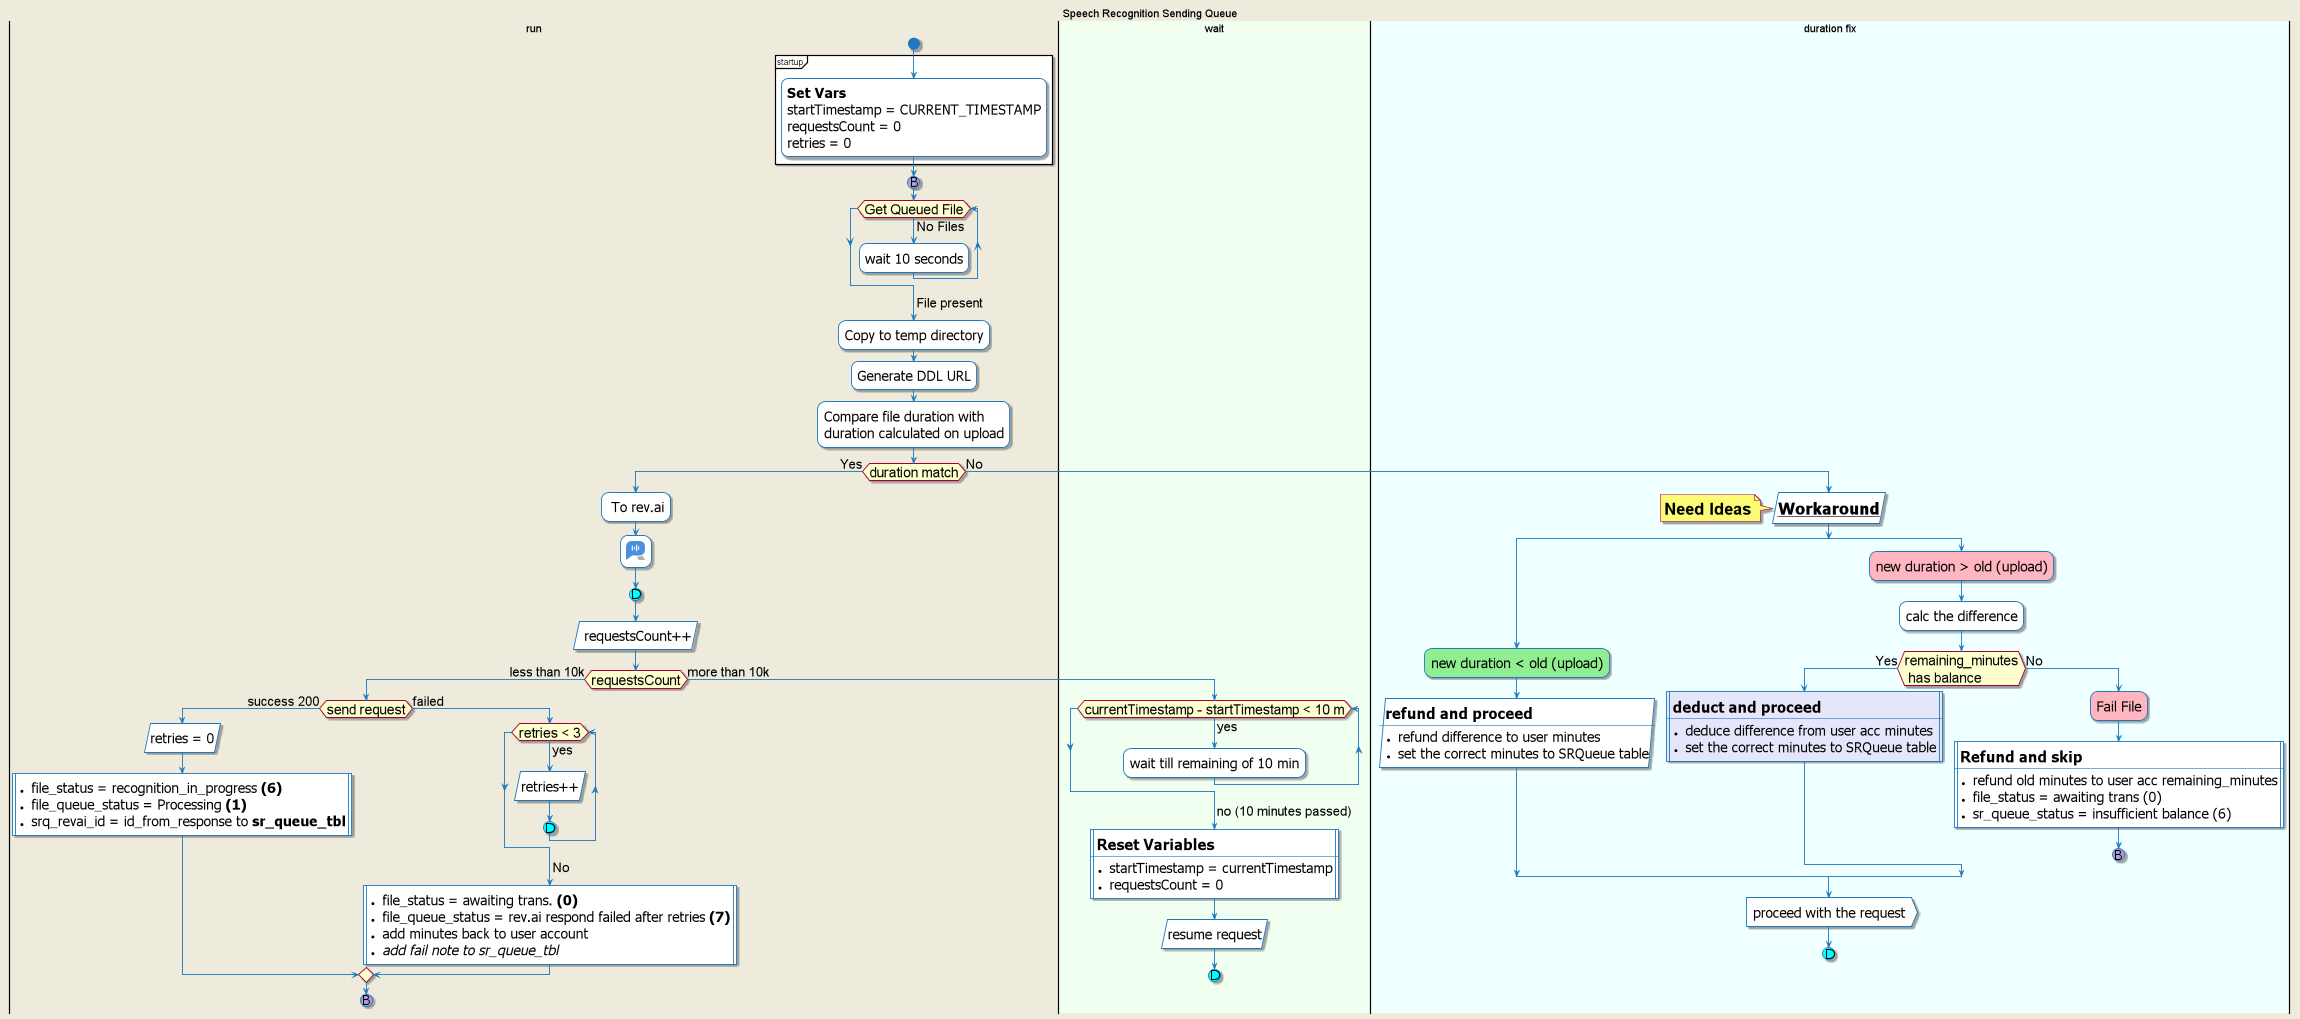 Speech Recognition Sending Queue
run
wait
duration fix
startup
Set Vars
startTimestamp = CURRENT_TIMESTAMP
requestsCount = 0
retries = 0
B
Get Queued File
No Files
wait 10 seconds
File present
Copy to temp directory
Generate DDL URL
Compare file duration with
duration calculated on upload
Yes
duration match
No
To rev.ai
D
requestsCount++
less than 10k
requestsCount
more than 10k
success 200
send request
failed
retries = 0
• file_status = recognition_in_progress (6)
• file_queue_status = Processing (1)
• srq_revai_id = id_from_response to sr_queue_tbl
retries < 3
yes
retries++
D
No
• file_status = awaiting trans. (0)
• file_queue_status = rev.ai respond failed after retries (7)
• add minutes back to user account
• add fail note to sr_queue_tbl
B
currentTimestamp - startTimestamp < 10 m
yes
wait till remaining of 10 min
no (10 minutes passed)
Reset Variables
• startTimestamp = currentTimestamp
• requestsCount = 0
resume request
D
Need Ideas
Workaround
new duration < old (upload)
refund and proceed
• refund difference to user minutes
• set the correct minutes to SRQueue table
new duration > old (upload)
calc the difference
Yes
remaining_minutes
has balance
No
deduct and proceed
• deduce difference from user acc minutes
• set the correct minutes to SRQueue table
Fail File
Refund and skip
• refund old minutes to user acc remaining_minutes
• file_status = awaiting trans (0)
• sr_queue_status = insufficient balance (6)
B
proceed with the request
D